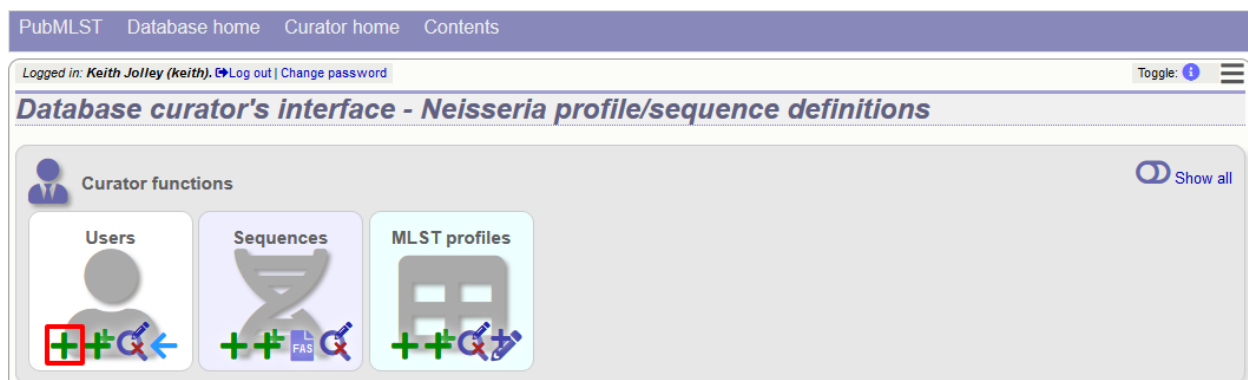 PubMLST Database home Curator home Contents
Logged in: Keith Jolley (keith). Log out | Change password Toggle: i
Database curator's interface - Neisseria profile/sequence definitions
Curator functions Show all
Users Sequences MLST profiles
FAS